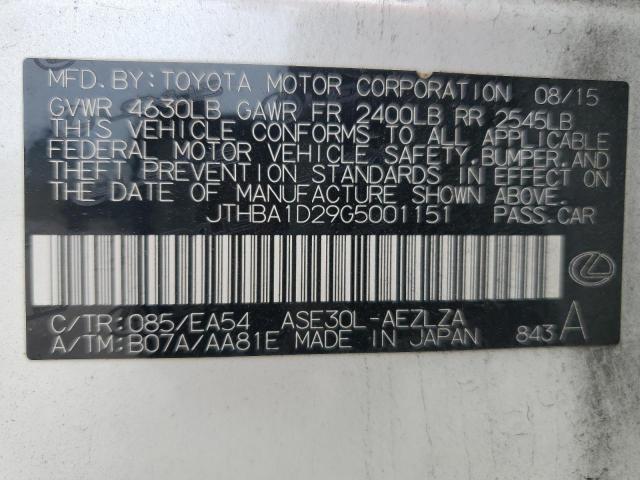 MFD.BY:TOYOTA MOTOR CORPORATION 08/15
GVWR 4630LB GAWR FR 2400LB RR 2545LB
THIS VEHICLE CONFORMS TO ALL APPLICABLE
FEDERAL MOTOR VEHICLE SAFETY,BUMPER,AND
THEFT PREVENTION STANDARDS IN EFFECT ON
THE DATE OF MANUFACTURE SHOWN ABOVE.
JTHBA1D29G5001151 PASS.CAR
C/TR:085/EA54 ASE30L-AEZLZA
A/TM:B07A/AA81E MADE IN JAPAN 843 A